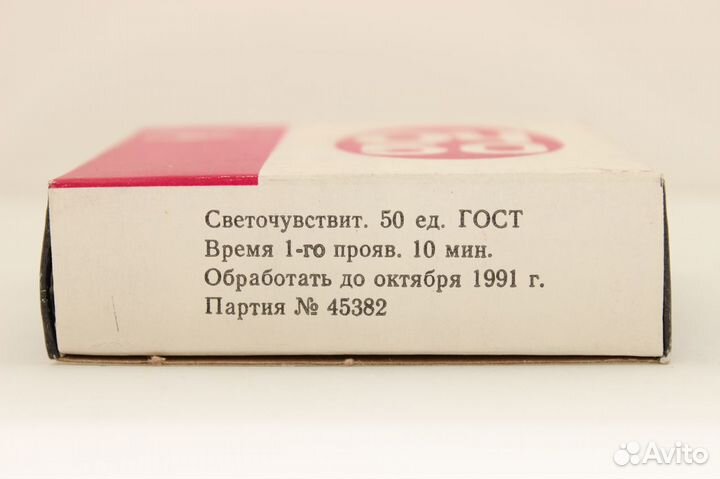 Светочувствит. 50 ед. ГОСТ
Время 1-го прояв. 10 мин.
Обработать до октября 1991 г.
Партия № 45382
Avito